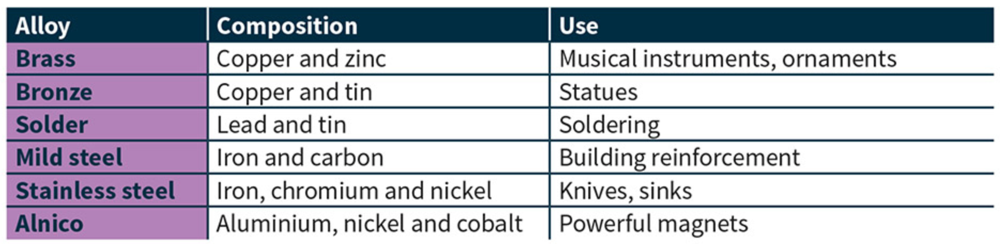 Alloy Composition Use
Brass Copper and zinc Musical instruments, ornaments
Bronze Copper and tin Statues
Solder Lead and tin Soldering
Mild steel Iron and carbon Building reinforcement
Stainless steel Iron, chromium and nickel Knives, sinks
Alnico Aluminium, nickel and cobalt Powerful magnets